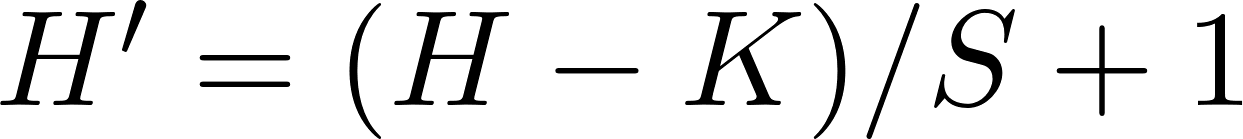 H′ = (H − K)/S + 1